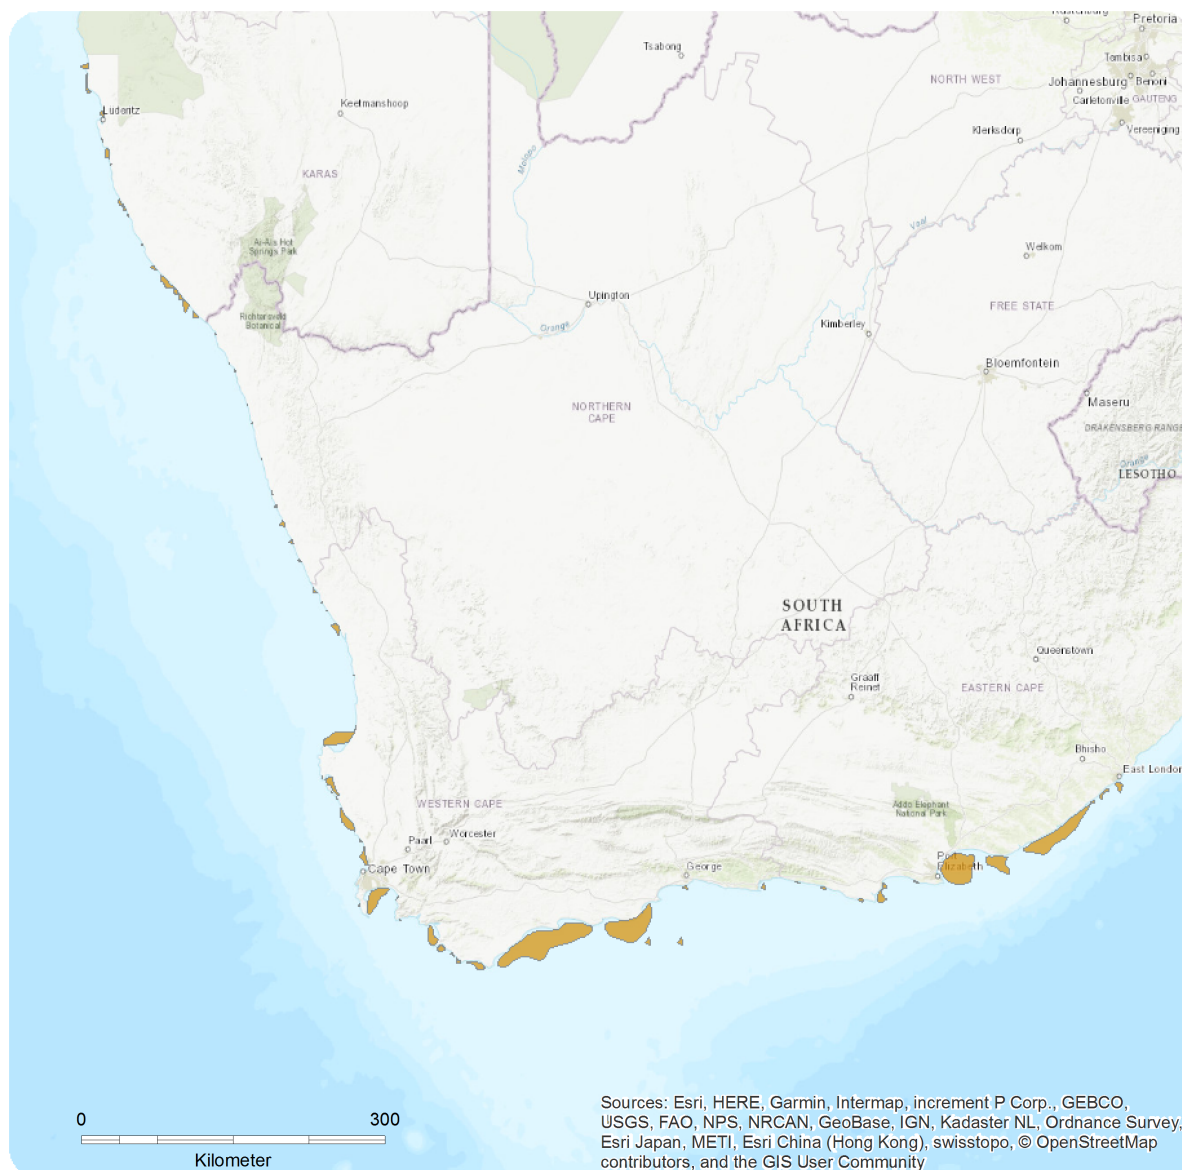 Rustenburg
Pretoria
Tsabong
Tembisa
NORTH WEST
Johannesburg
Benoni
Carletonville
GAUTENG
Luderitz
Keetmanshoop
Klerksdorp
Vereeniging
Molopo
KARAS
Vaal
Ai-Ais Hot
Springs Park
Welkom
Upington
FREE STATE
Richtersveld
Botanical
Orange
Kimberley
Bloemfontein
NORTHERN
CAPE
Maseru
DRAKENSBERG RANGE
Orange
LESOTHO
SOUTH
AFRICA
Queenstown
Graaff
Reinet
EASTERN CAPE
Bhisho
East London
WESTERN CAPE
Addo Elephant
National Park
Paarl
Worcester
Port
Elizabeth
Cape Town
George
0
300
Kilometer
Sources: Esri, HERE, Garmin, Intermap, increment P Corp., GEBCO,
USGS, FAO, NPS, NRCAN, GeoBase, IGN, Kadaster NL, Ordnance Survey,
Esri Japan, METI, Esri China (Hong Kong), swisstopo, © OpenStreetMap
contributors, and the GIS User Community